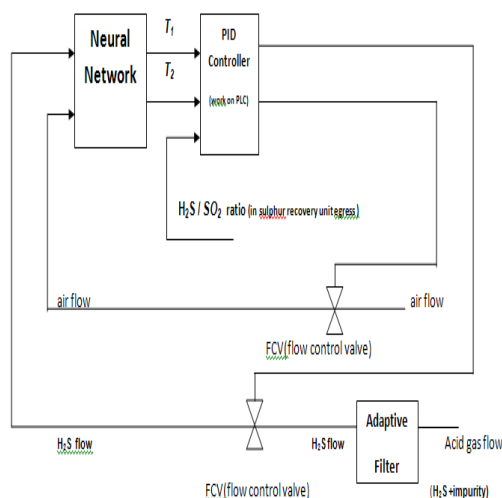 Neural
Network
T₁
T₂
PID
Controller
(work on PLC)
H₂S / SO₂ ratio (in sulphur recovery unit egress)
air flow
air flow
FCV(flow control valve)
H₂S flow
H₂S flow
Adaptive
Filter
Acid gas flow
(H₂S+impurity)
FCV(flow control valve)